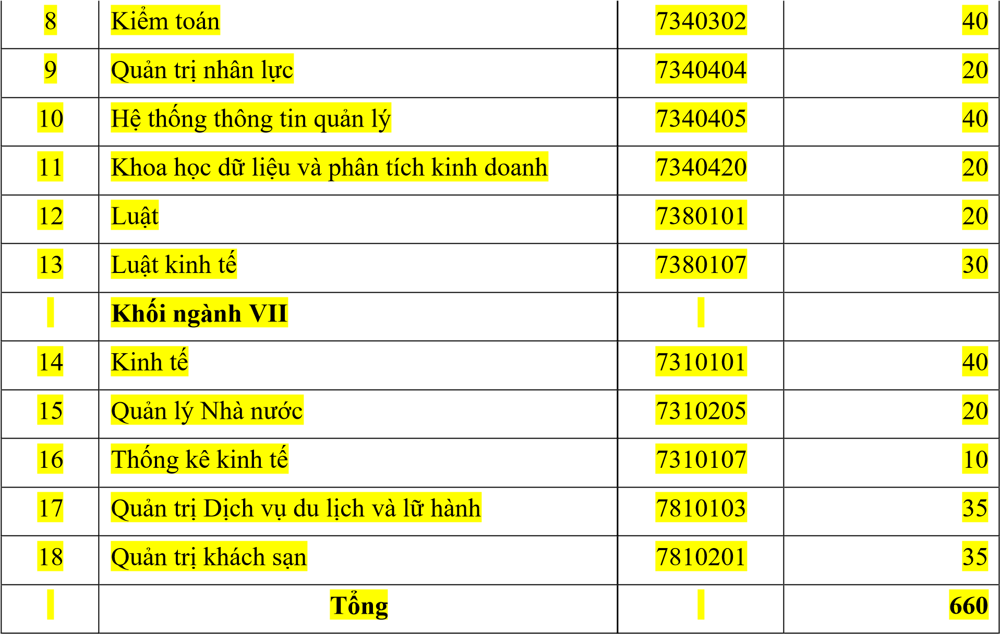 8 Kiểm toán 7340302 40
9 Quản trị nhân lực 7340404 20
10 Hệ thống thông tin quản lý 7340405 40
11 Khoa học dữ liệu và phân tích kinh doanh 7340420 20
12 Luật 7380101 20
13 Luật kinh tế 7380107 30
Khối ngành VII
14 Kinh tế 7310101 40
15 Quản lý Nhà nước 7310205 20
16 Thống kê kinh tế 7310107 10
17 Quản trị Dịch vụ du lịch và lữ hành 7810103 35
18 Quản trị khách sạn 7810201 35
Tổng 660